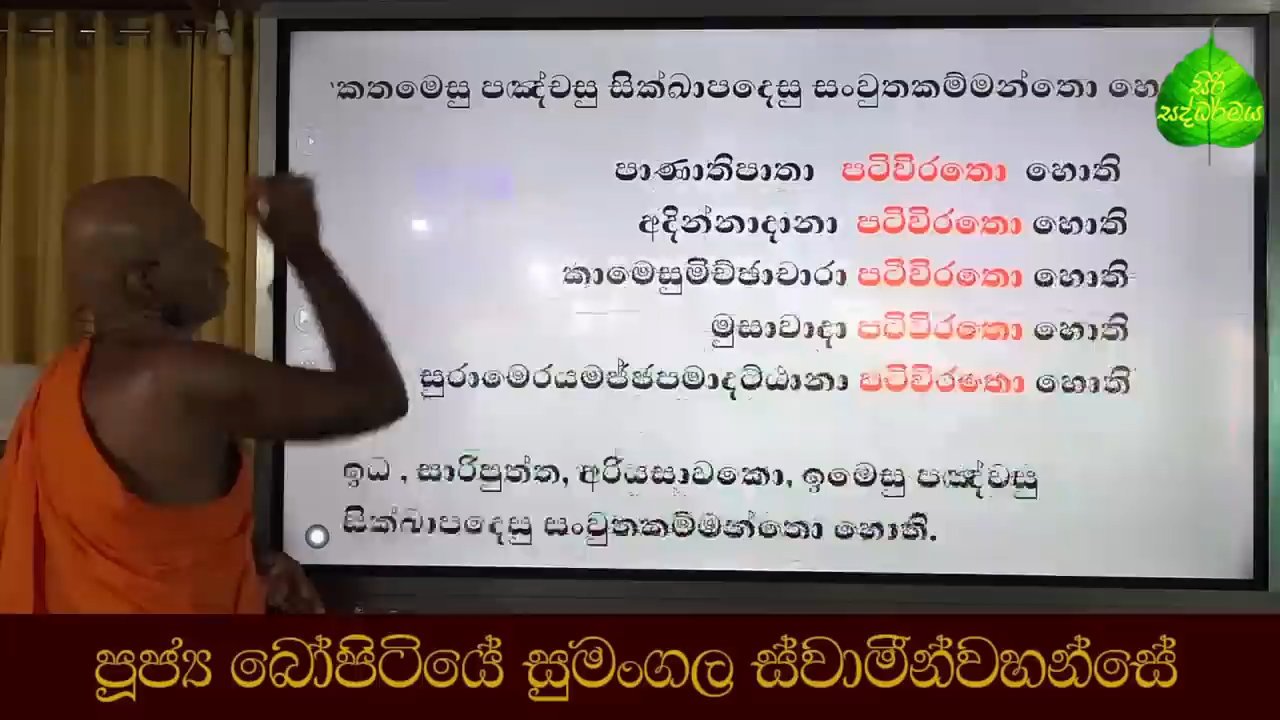 'කතමෙසු පඤ්චසු සික්ඛාපදෙසු සංවුතකම්මන්තො හො
සිරි
සද්ධර්මය
පාණාතිපාතා පටිවිරතො හොති
අදින්නාදානා පටිවිරතො හොති
කාමෙසුමිච්ඡාචාරා පටිවිරතො හොති
මුසාවාදා පටිවිරතො හොති
සුරාමෙරයමජ්ජපමාදට්ඨානා පටිවිරතො හොති
ඉධ , සාරිපුත්ත, අරියසාවකො, ඉමෙසු පඤ්චසු
සික්ඛාපදෙසු සංවුතකම්මන්තො හොති.
පූජ්‍ය බෝපිටියේ සුමංගල ස්වාමීන්වහන්සේ